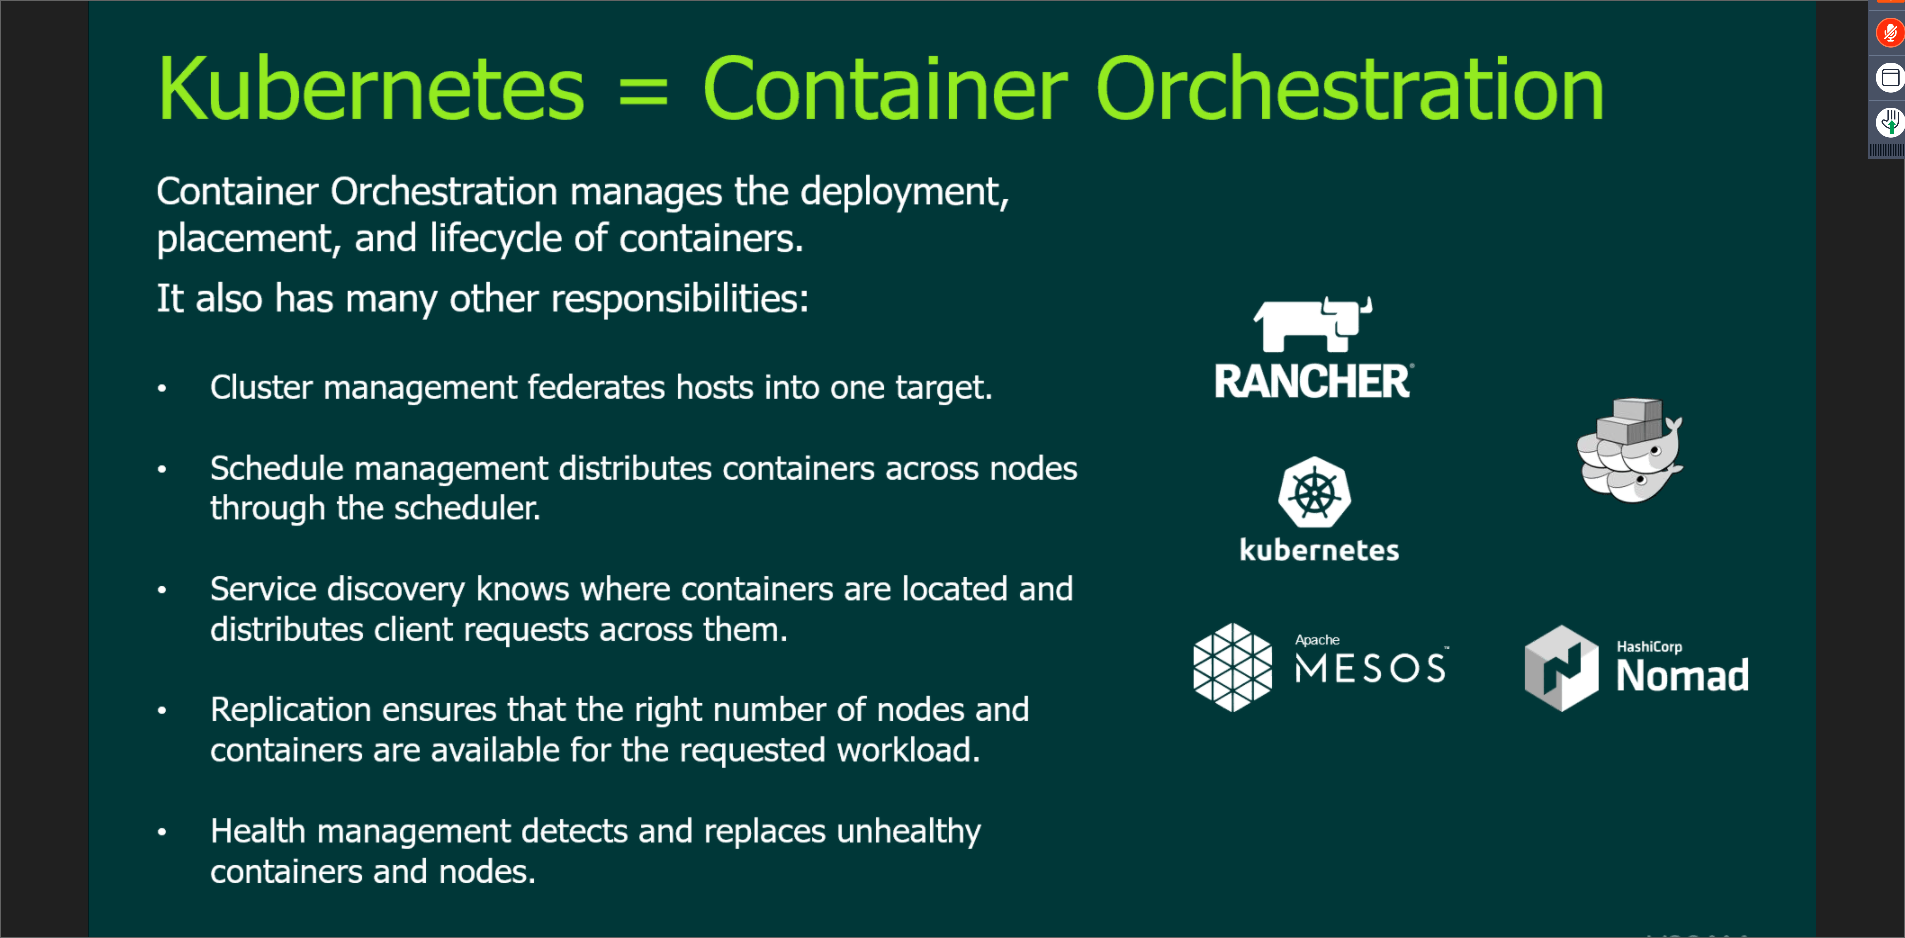 Kubernetes = Container Orchestration
Container Orchestration manages the deployment,
placement, and lifecycle of containers.
It also has many other responsibilities:
• Cluster management federates hosts into one target.
• Schedule management distributes containers across nodes
through the scheduler.
• Service discovery knows where containers are located and
distributes client requests across them.
• Replication ensures that the right number of nodes and
containers are available for the requested workload.
• Health management detects and replaces unhealthy
containers and nodes.
RANCHER®
kubernetes
Apache
MESOS™
HashiCorp
Nomad